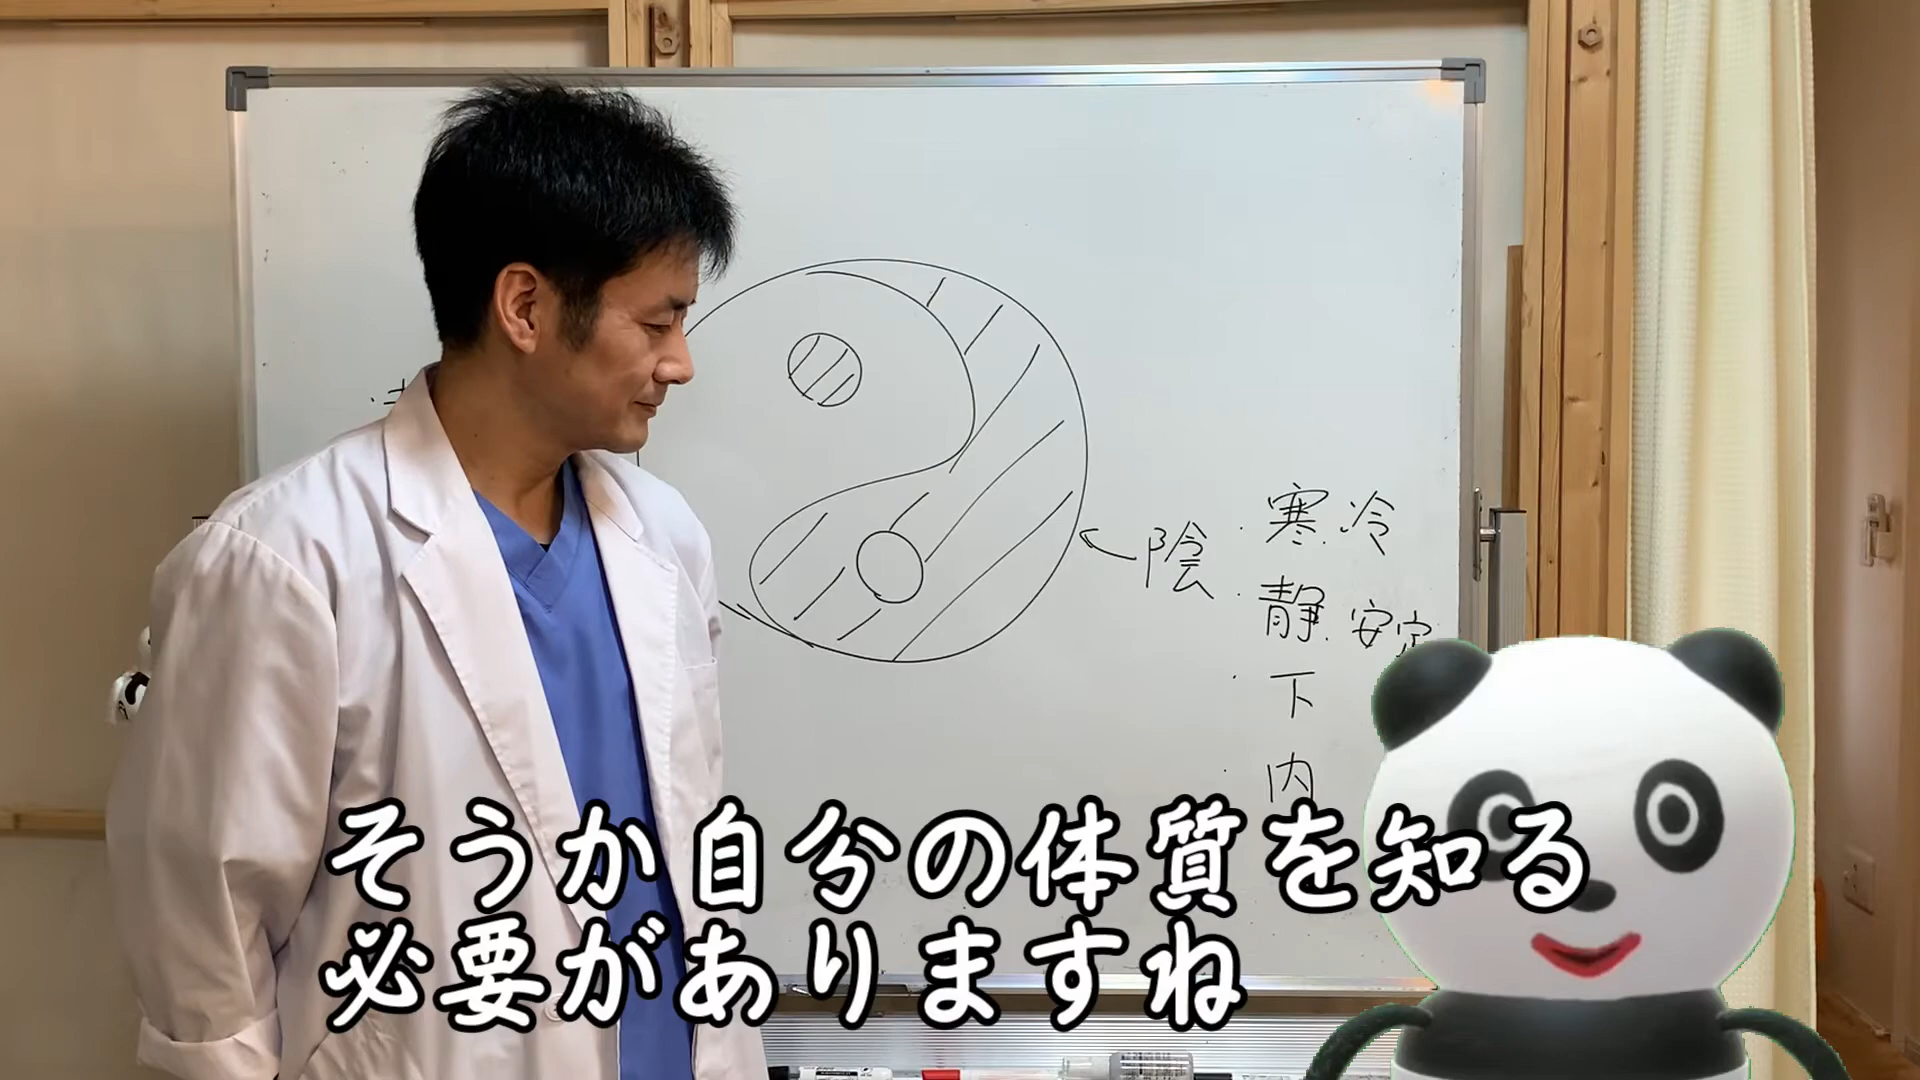 陰
・寒、冷
・静、安定
・下
・内
そうか自分の体質を知る
必要がありますね